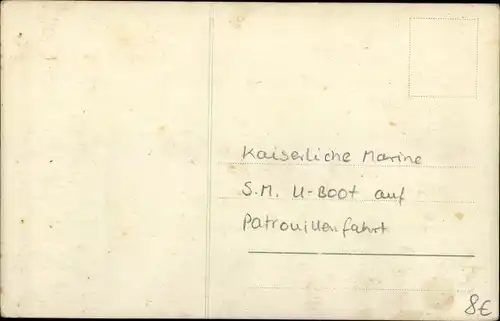 Kaiserliche Marine
S.M. U-Boot auf
Patrouillenfahrt
8€